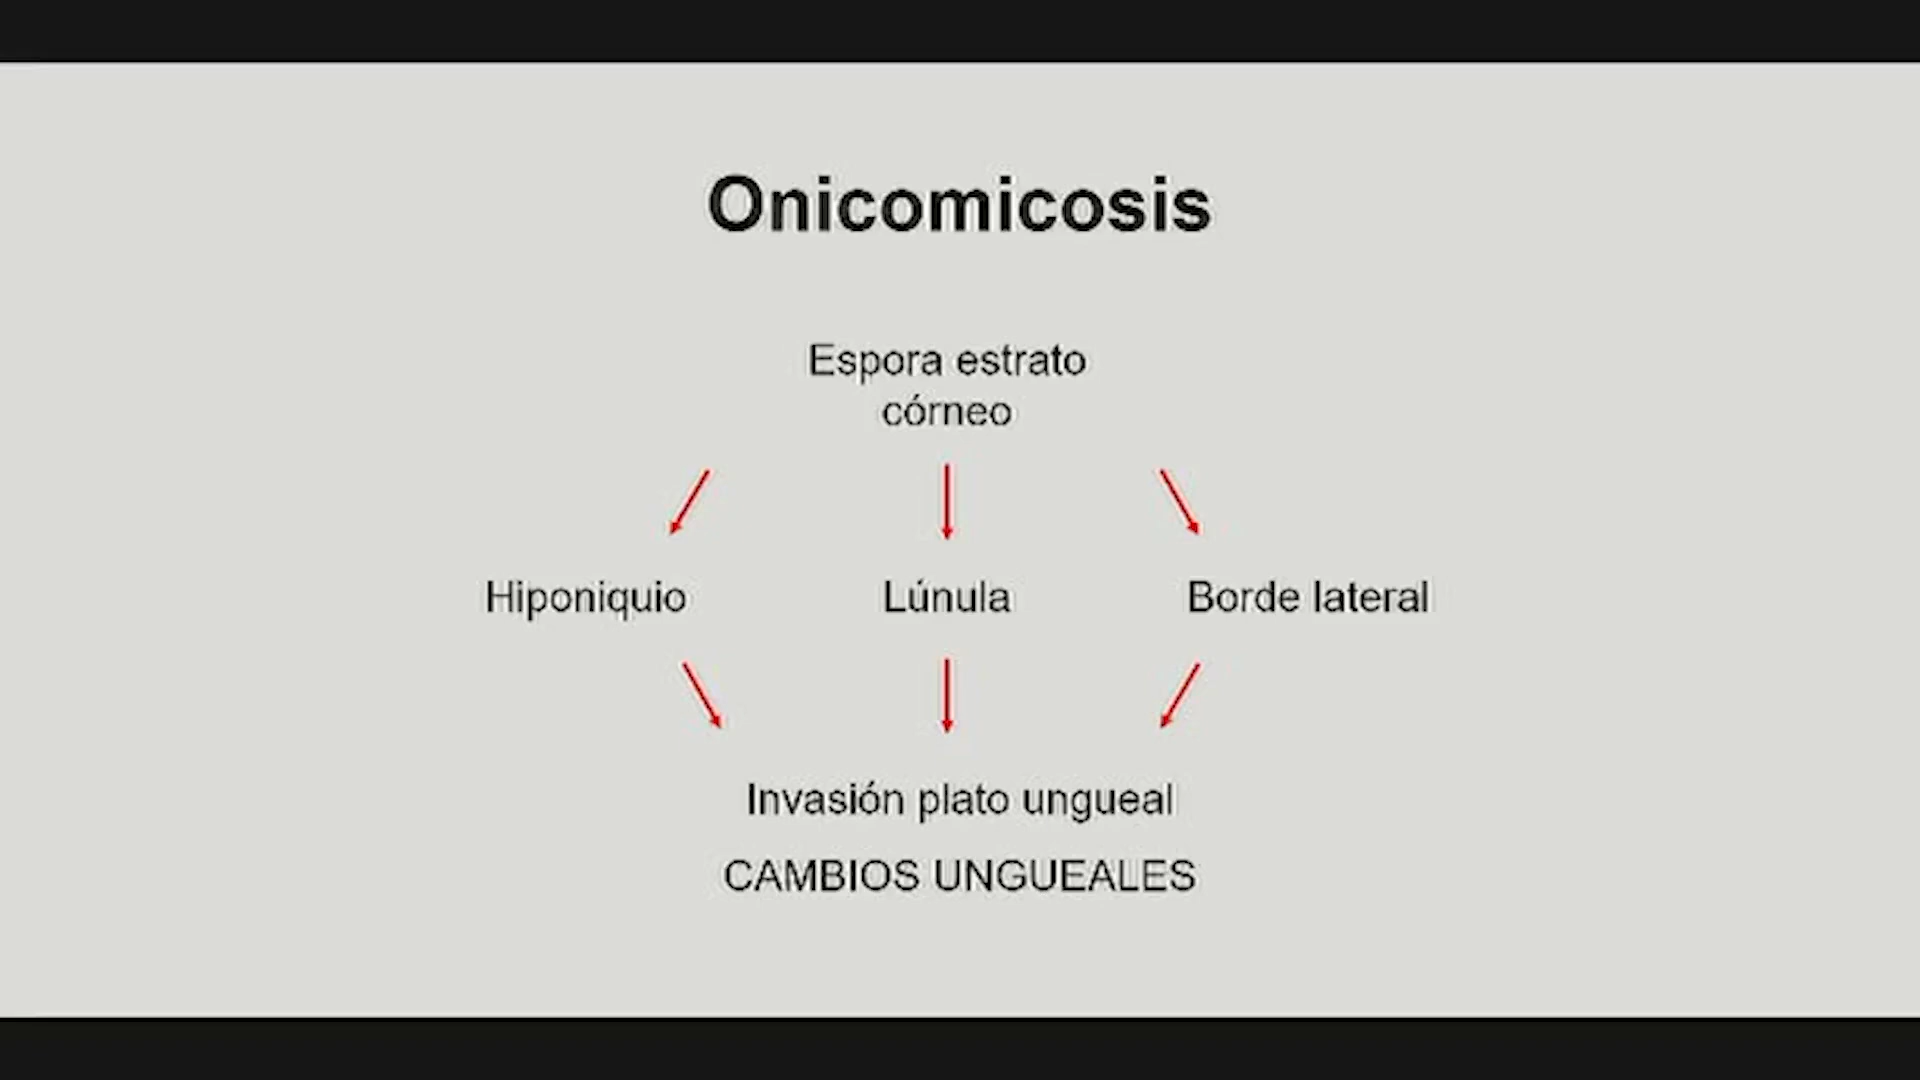 Onicomicosis
Espora estrato
córneo
Hiponiquio
Lúnula
Borde lateral
Invasión plato ungueal
CAMBIOS UNGUEALES